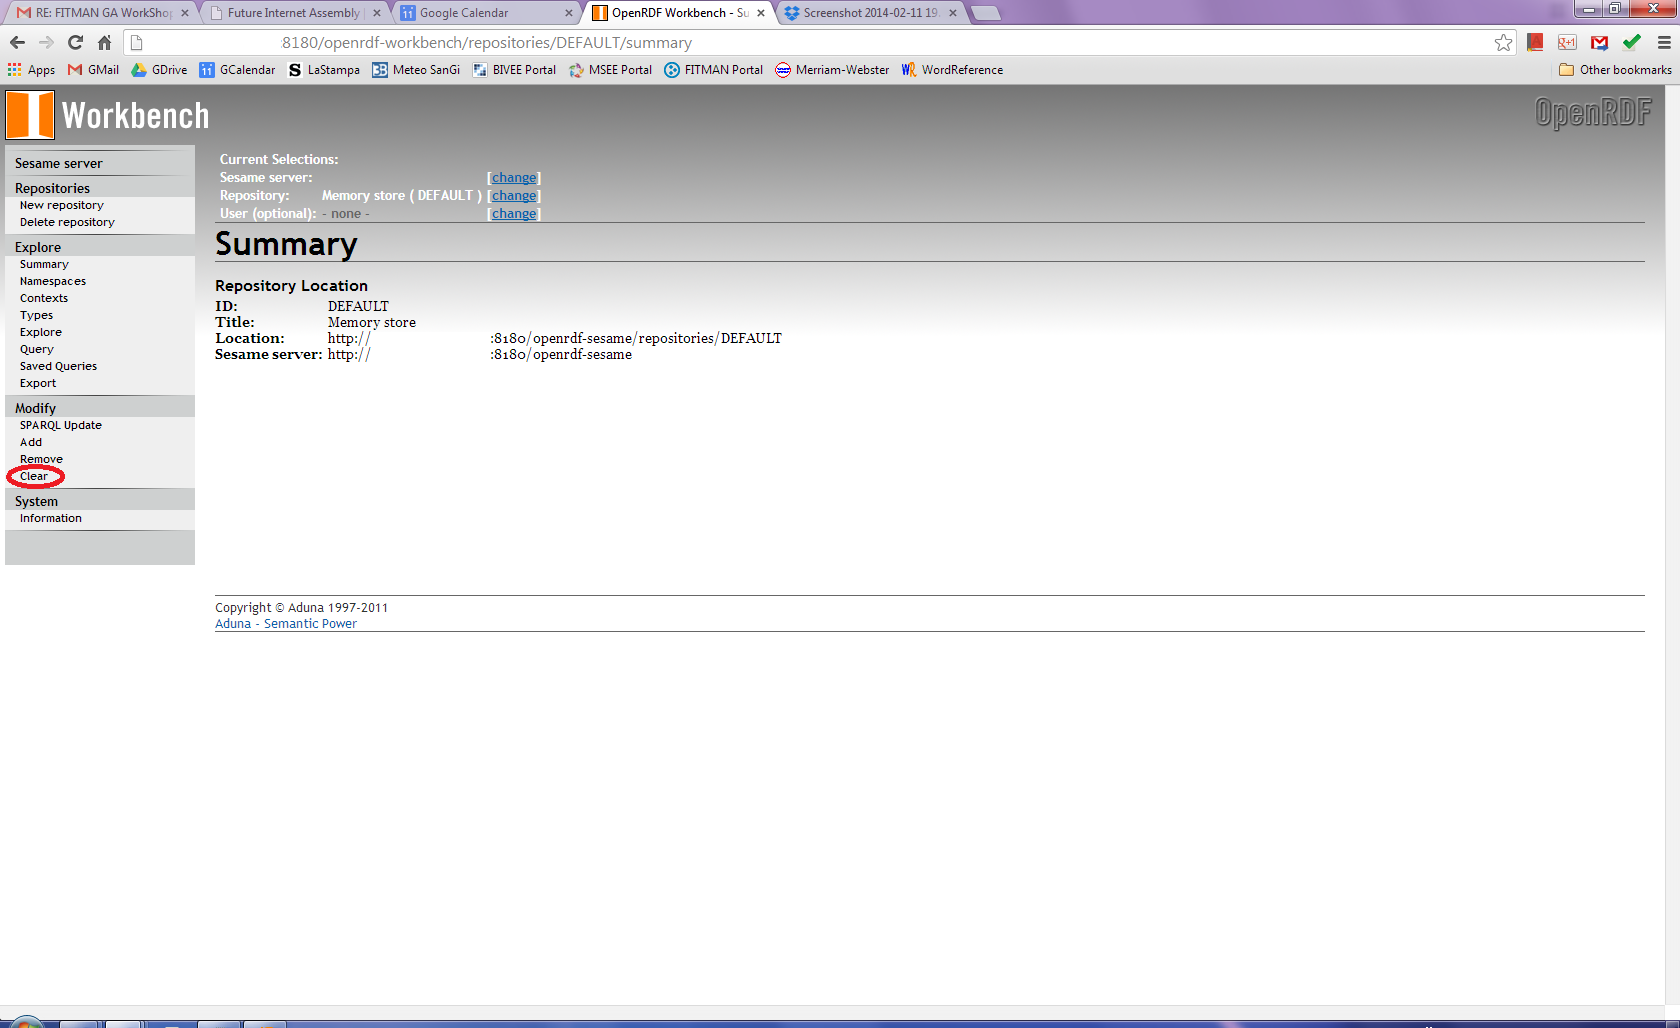 RE: FITMAN GA WorkShop
Future Internet Assembly |
Google Calendar
OpenRDF Workbench - Su
Screenshot 2014-02-11 19.
:8180/openrdf-workbench/repositories/DEFAULT/summary
Apps GMail GDrive 11 GCalendar S LaStampa 3B Meteo SanGi BIVEE Portal MSEE Portal FITMAN Portal Merriam-Webster WR WordReference Other bookmarks
Workbench
OpenRDF
Sesame server
Repositories
New repository
Delete repository
Explore
Summary
Namespaces
Contexts
Types
Explore
Query
Saved Queries
Export
Modify
SPARQL Update
Add
Remove
Clear
System
Information
Current Selections:
Sesame server: [change]
Repository: Memory store ( DEFAULT ) [change]
User (optional): - none - [change]
Summary
Repository Location
ID: DEFAULT
Title: Memory store
Location: http:// :8180/openrdf-sesame/repositories/DEFAULT
Sesame server: http:// :8180/openrdf-sesame
Copyright © Aduna 1997-2011
Aduna - Semantic Power